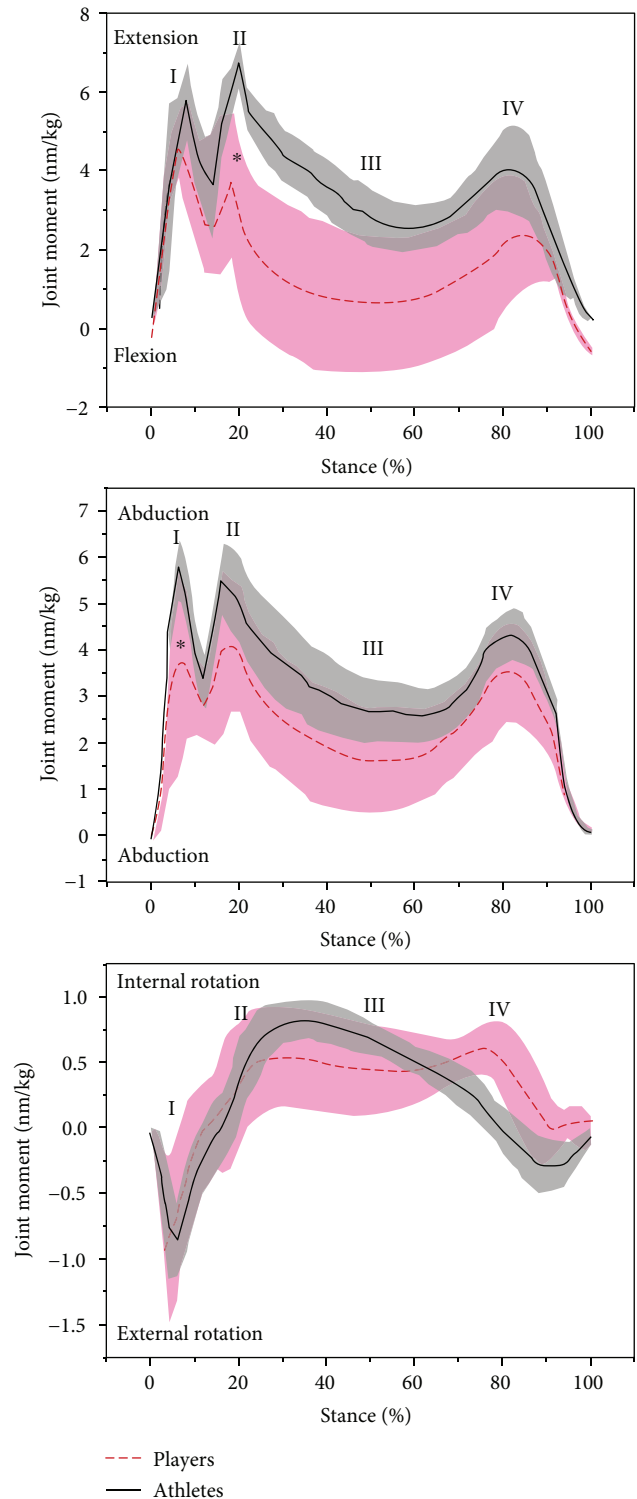 8
Extension
II
I
6
IV
*
4
III
2
0
Flexion
−2
0
20
40
60
80
100
Stance (%)
Joint moment (nm/kg)
7
Abduction
I
II
6
5
IV
*
4
III
3
2
1
0
Abduction
−1
0
20
40
60
80
100
Stance (%)
Joint moment (nm/kg)
Internal rotation
1.0
II
III
IV
0.5
I
0.0
−0.5
−1.0
−1.5
External rotation
0
20
40
60
80
100
Stance (%)
Joint moment (nm/kg)
Players
Athletes